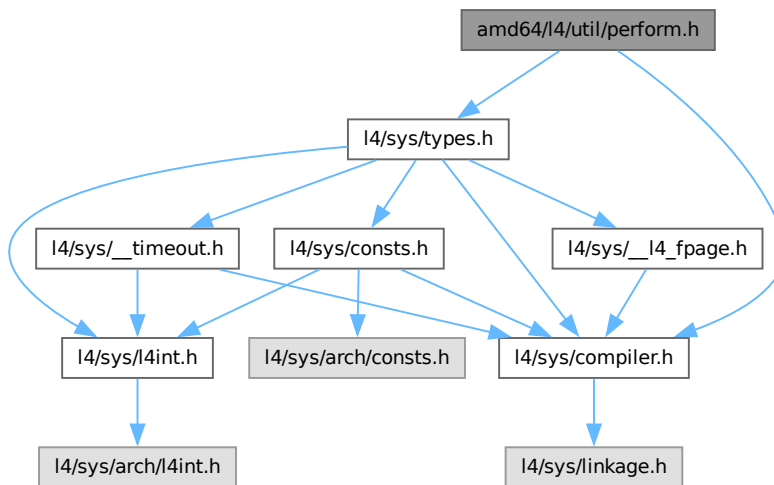 amd64/l4/util/perform.h
l4/sys/types.h
l4/sys/__timeout.h
l4/sys/consts.h
l4/sys/__l4_fpage.h
l4/sys/l4int.h
l4/sys/arch/consts.h
l4/sys/compiler.h
l4/sys/arch/l4int.h
l4/sys/linkage.h